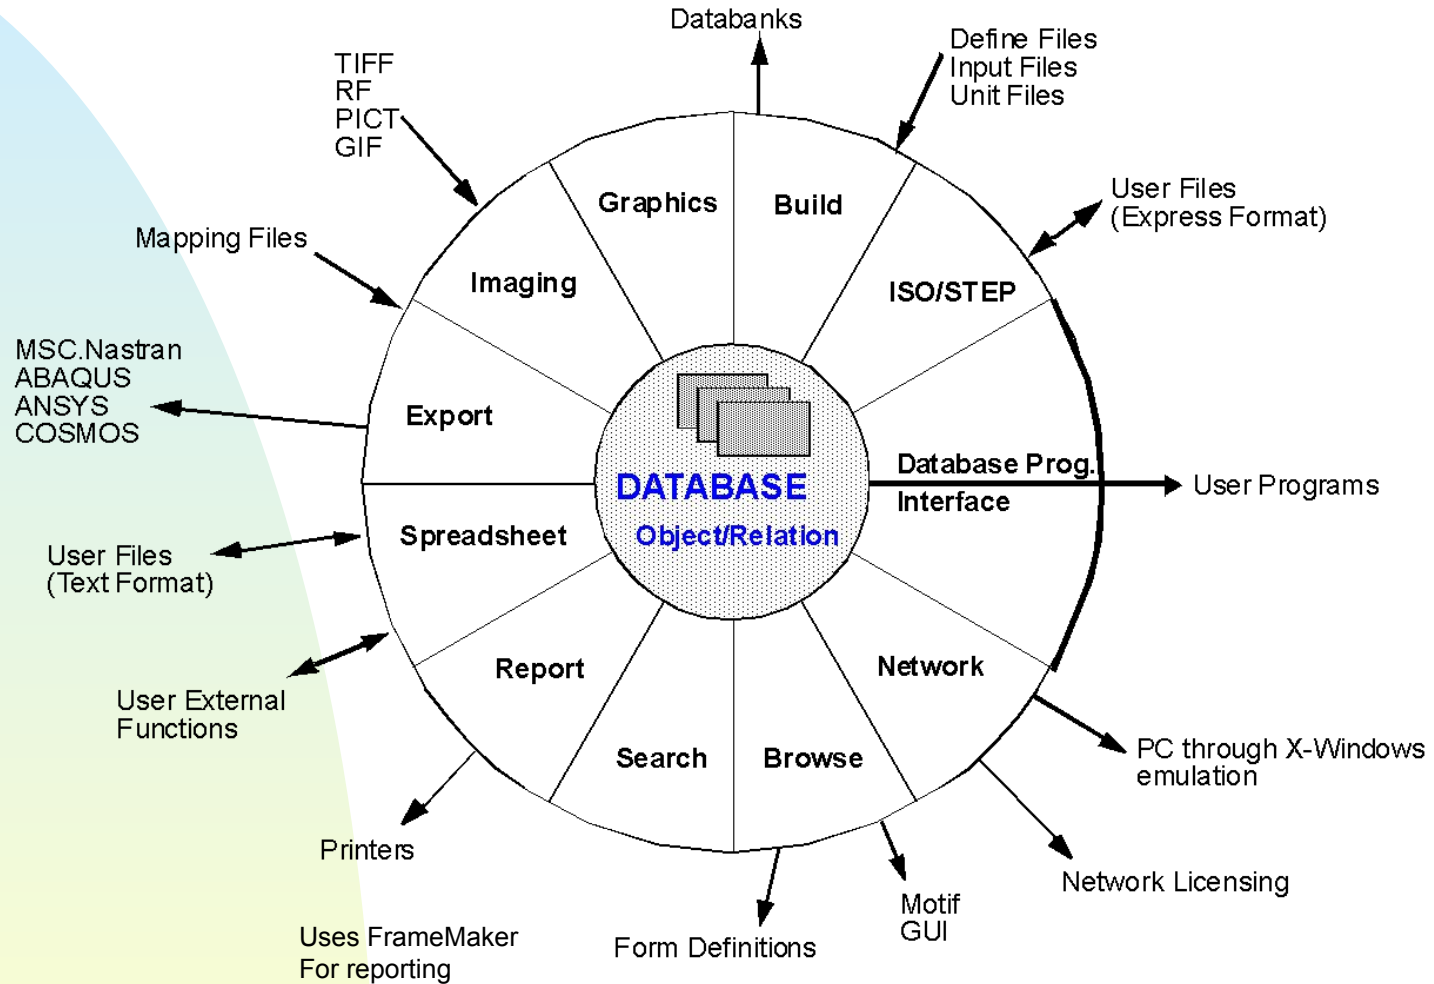 Databanks
Define Files
Input Files
Unit Files
TIFF
RF
PICT
GIF
User Files
(Express Format)
Graphics
Build
Mapping Files
Imaging
ISO/STEP
MSC.Nastran
ABAQUS
ANSYS
COSMOS
Export
DATABASE
Object/Relation
Database Prog.
Interface
User Programs
Spreadsheet
User Files
(Text Format)
Report
Network
User External
Functions
Search
Browse
PC through X-Windows
emulation
Printers
Network Licensing
Motif
GUI
Form Definitions
Uses FrameMaker
For reporting